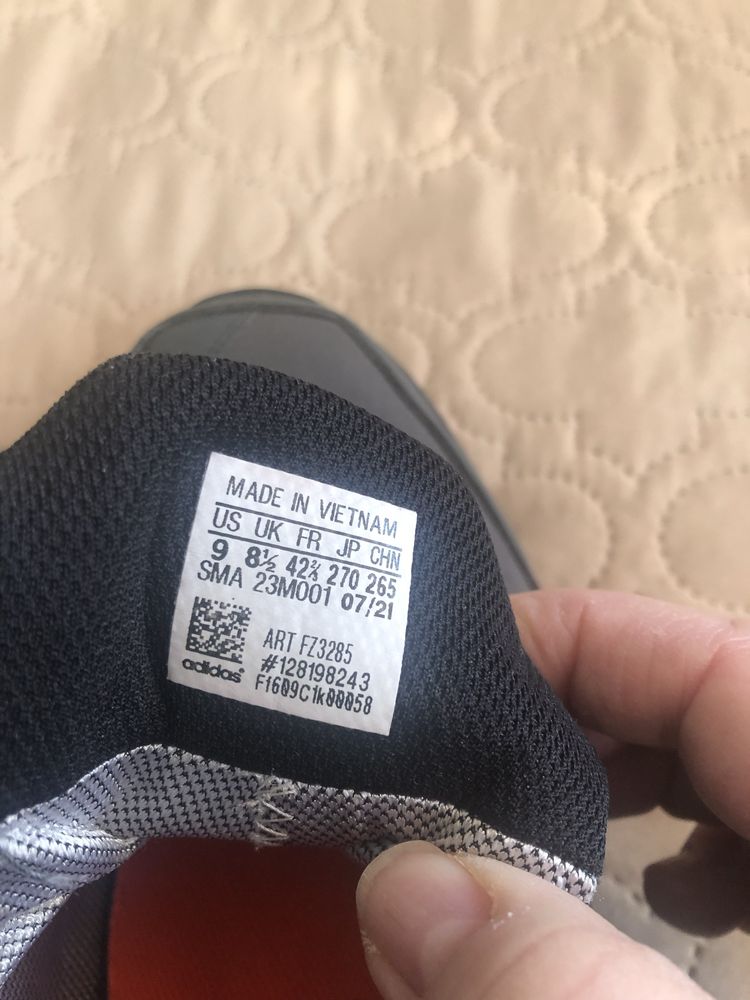 MADE IN VIETNAM
US UK FR JP CHN
9 8½ 42⅔ 270 265
SMA 23M001 07/21
ART FZ3285
#128198243
adidas F1609C1k00058